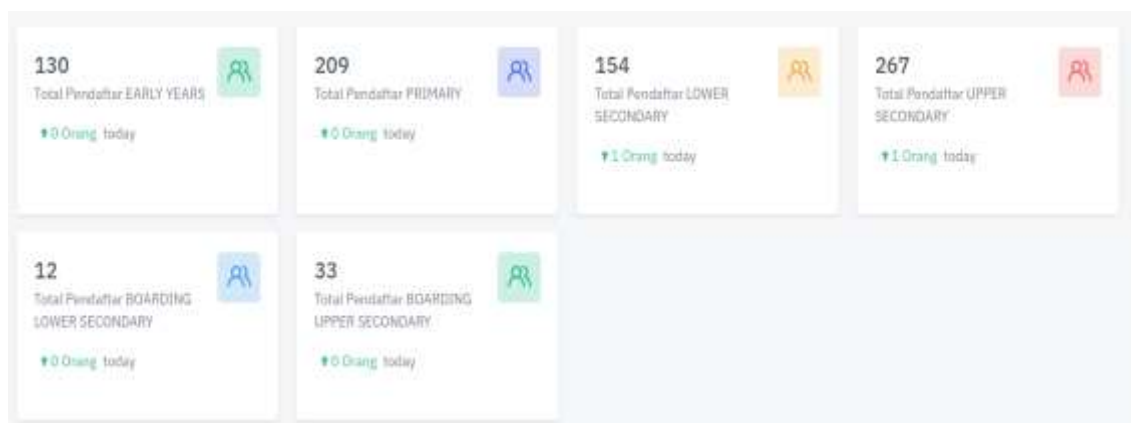 130
Total Pendaftar EARLY YEARS
0 Orang today
209
Total Pendaftar PRIMARY
0 Orang today
154
Total Pendaftar LOWER
SECONDARY
1 Orang today
267
Total Pendaftar UPPER
SECONDARY
1 Orang today
12
Total Pendaftar BOARDING
LOWER SECONDARY
0 Orang today
33
Total Pendaftar BOARDING
UPPER SECONDARY
0 Orang today